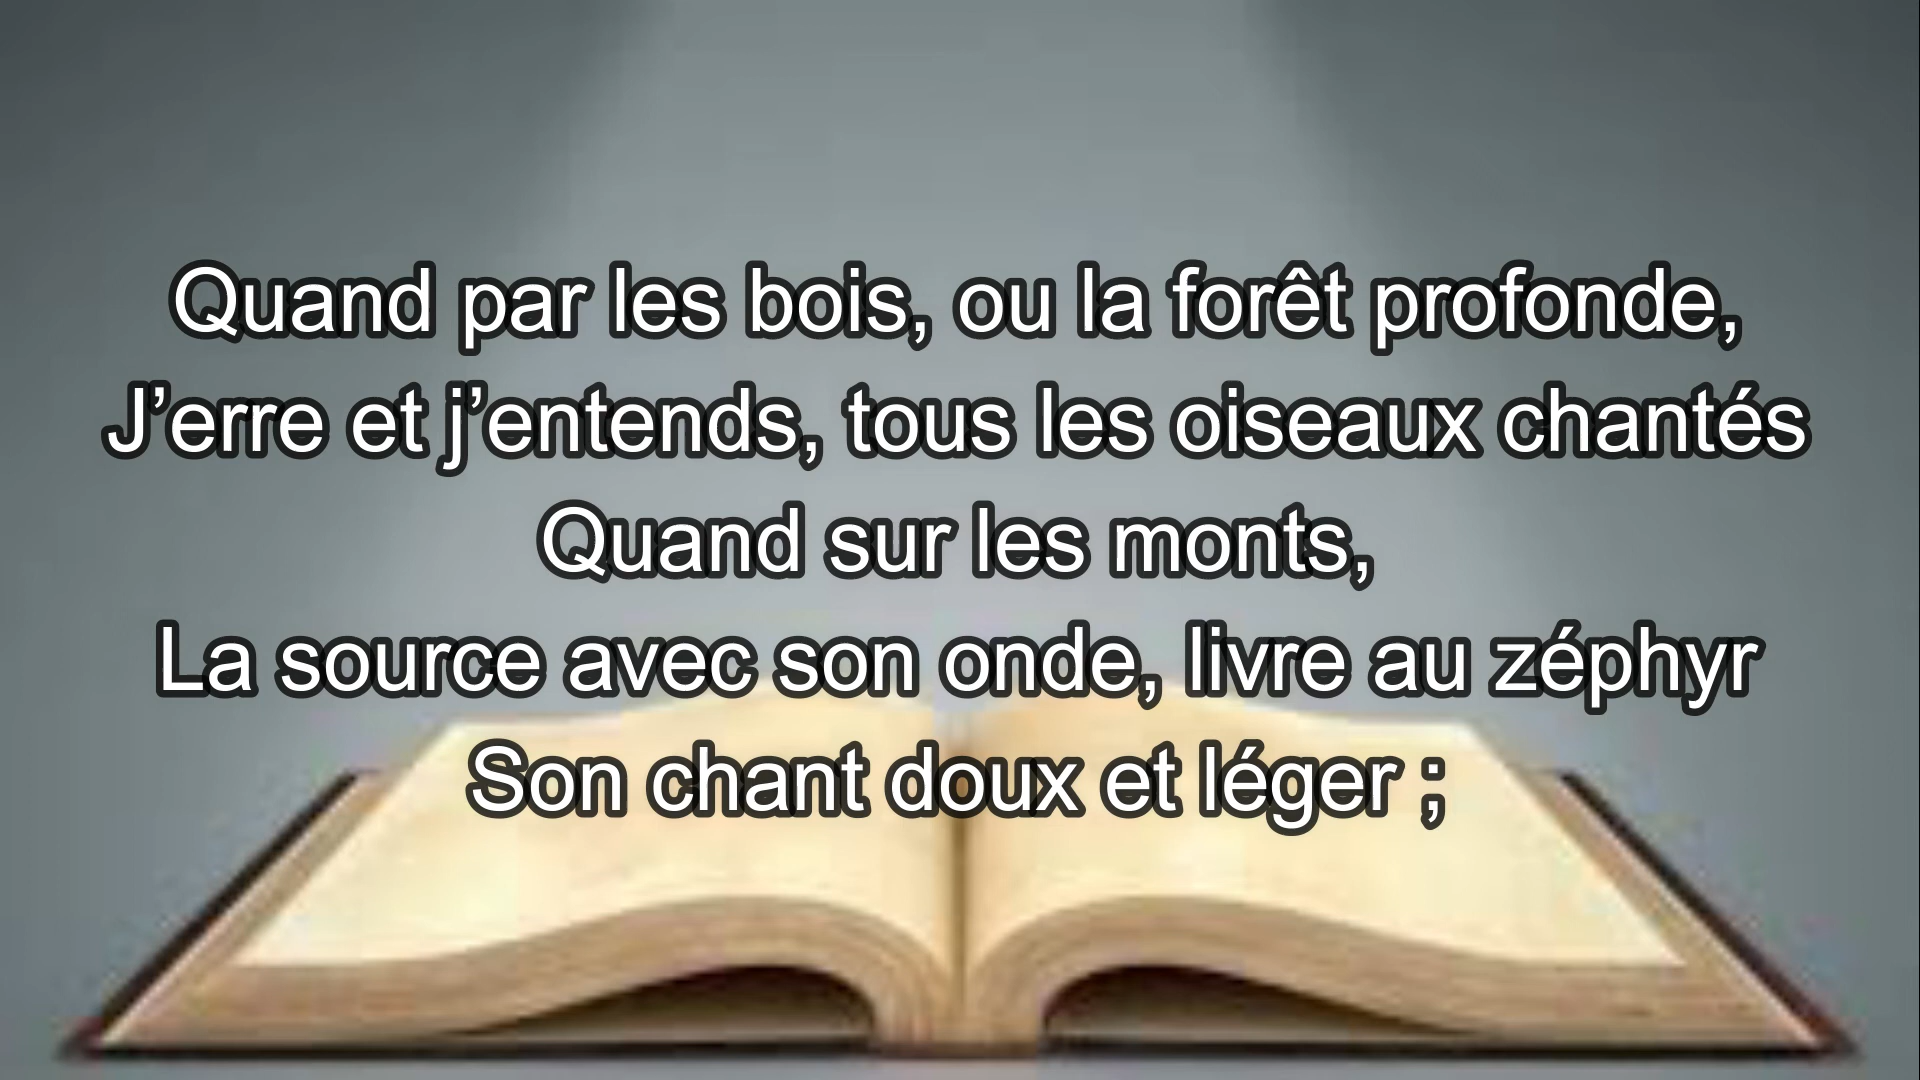 Quand par les bois, ou la forêt profonde,
J’erre et j’entends, tous les oiseaux chantés
Quand sur les monts,
La source avec son onde, livre au zéphyr
Son chant doux et léger ;